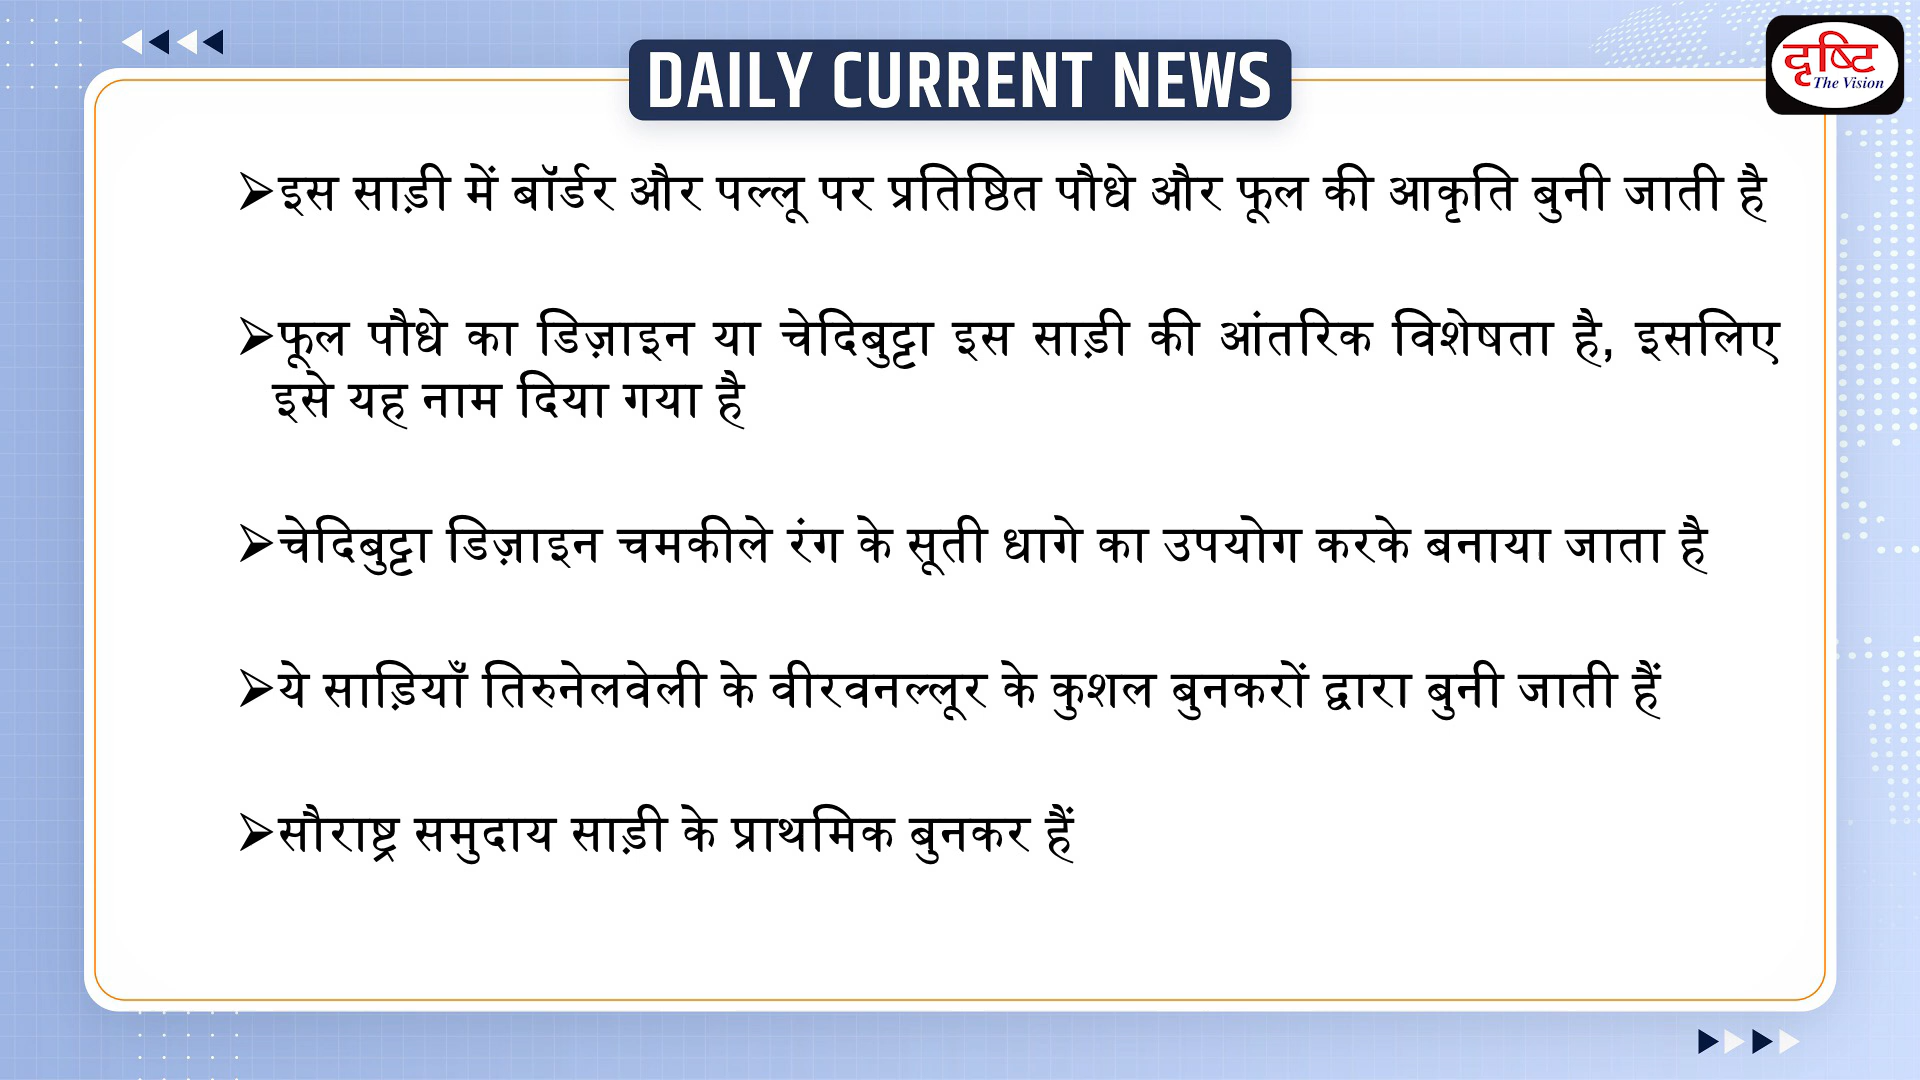 DAILY CURRENT NEWS
दृष्टि
The Vision
➢इस साड़ी में बॉर्डर और पल्लू पर प्रतिष्ठित पौधे और फूल की आकृति बुनी जाती है
➢फूल पौधे का डिज़ाइन या चेदिबुट्टा इस साड़ी की आंतरिक विशेषता है, इसलिए
इसे यह नाम दिया गया है
➢चेदिबुट्टा डिज़ाइन चमकीले रंग के सूती धागे का उपयोग करके बनाया जाता है
➢ये साड़ियाँ तिरुनेलवेली के वीरवनल्लूर के कुशल बुनकरों द्वारा बुनी जाती हैं
➢सौराष्ट्र समुदाय साड़ी के प्राथमिक बुनकर हैं